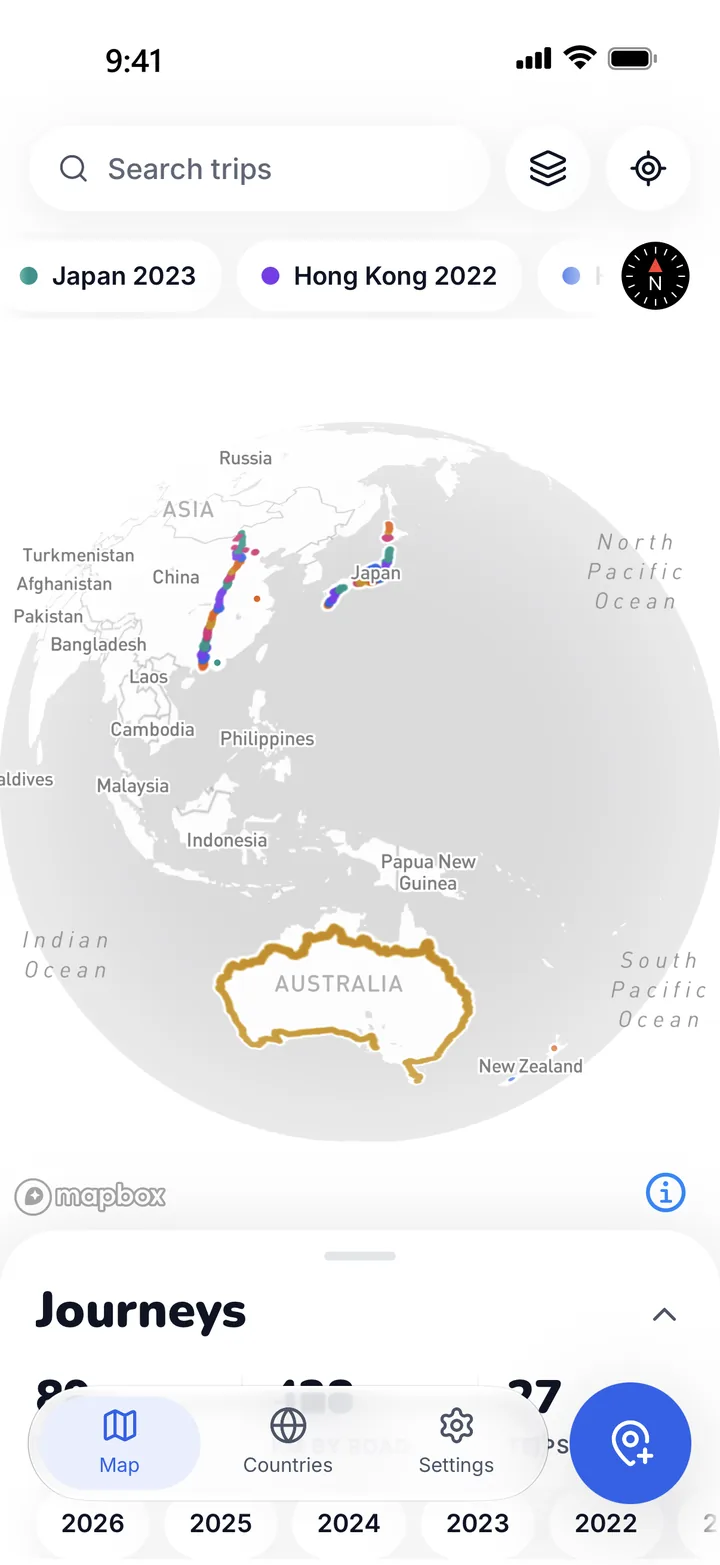 9:41
Search trips
Japan 2023
Hong Kong 2022
N
Russia
ASIA
North
Pacific
Ocean
Turkmenistan
China
Japan
Afghanistan
Pakistan
Bangladesh
Laos
Cambodia
Philippines
aldives
Malaysia
Indonesia
Papua New
Guinea
Indian
Ocean
AUSTRALIA
South
Pacific
Ocean
New Zealand
mapbox
Journeys
27
Map
Countries
Settings
2026
2025
2024
2023
2022